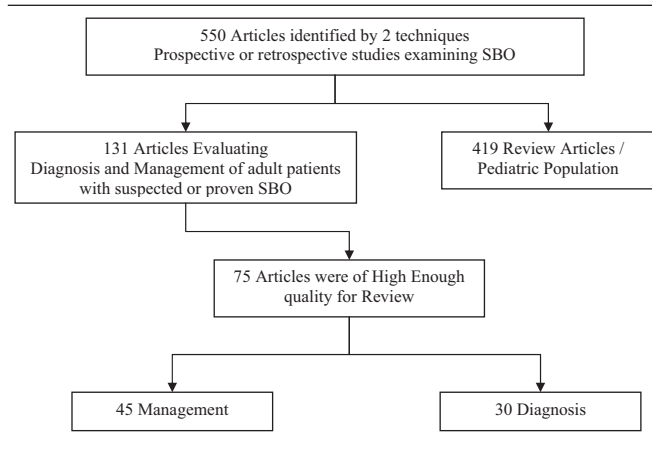 550 Articles identified by 2 techniques
Prospective or retrospective studies examining SBO
131 Articles Evaluating
Diagnosis and Management of adult patients
with suspected or proven SBO
419 Review Articles /
Pediatric Population
75 Articles were of High Enough
quality for Review
45 Management
30 Diagnosis